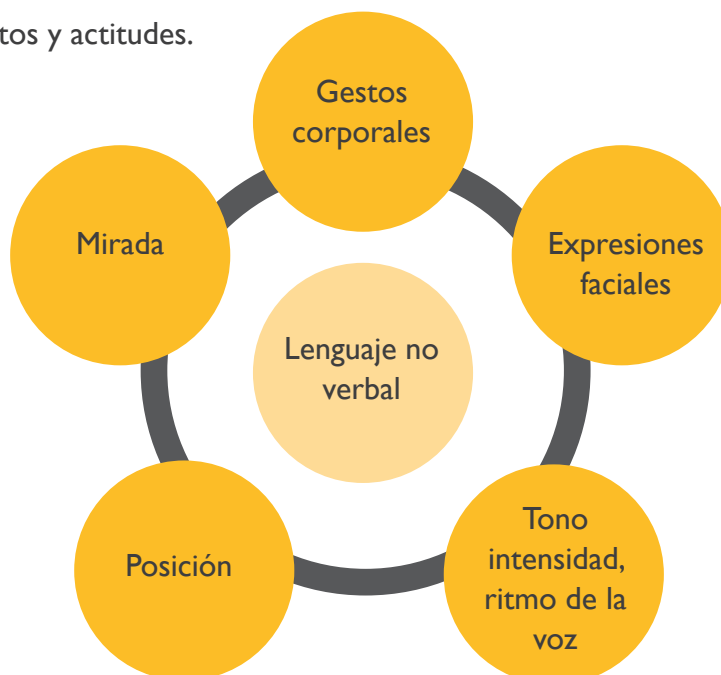 tos y actitudes.
Gestos
corporales
Mirada
Expresiones
faciales
Lenguaje no
verbal
Posición
Tono
intensidad,
ritmo de la
voz